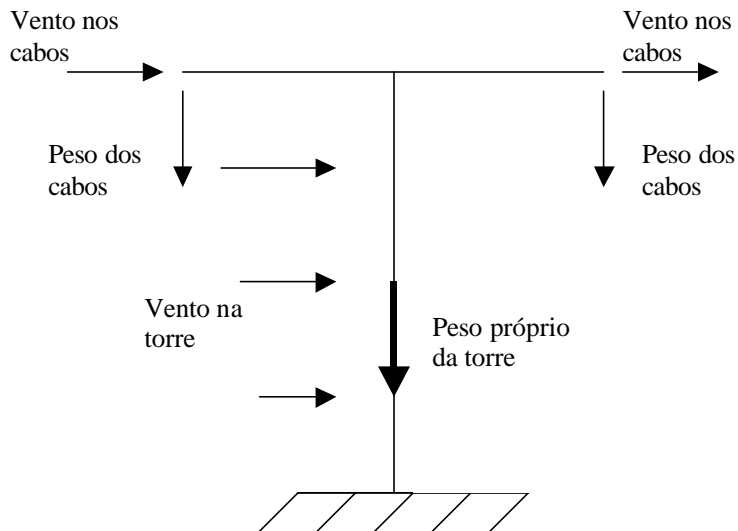 Vento nos
cabos
Vento nos
cabos
Peso dos
cabos
Peso dos
cabos
Vento na
torre
Peso próprio
da torre